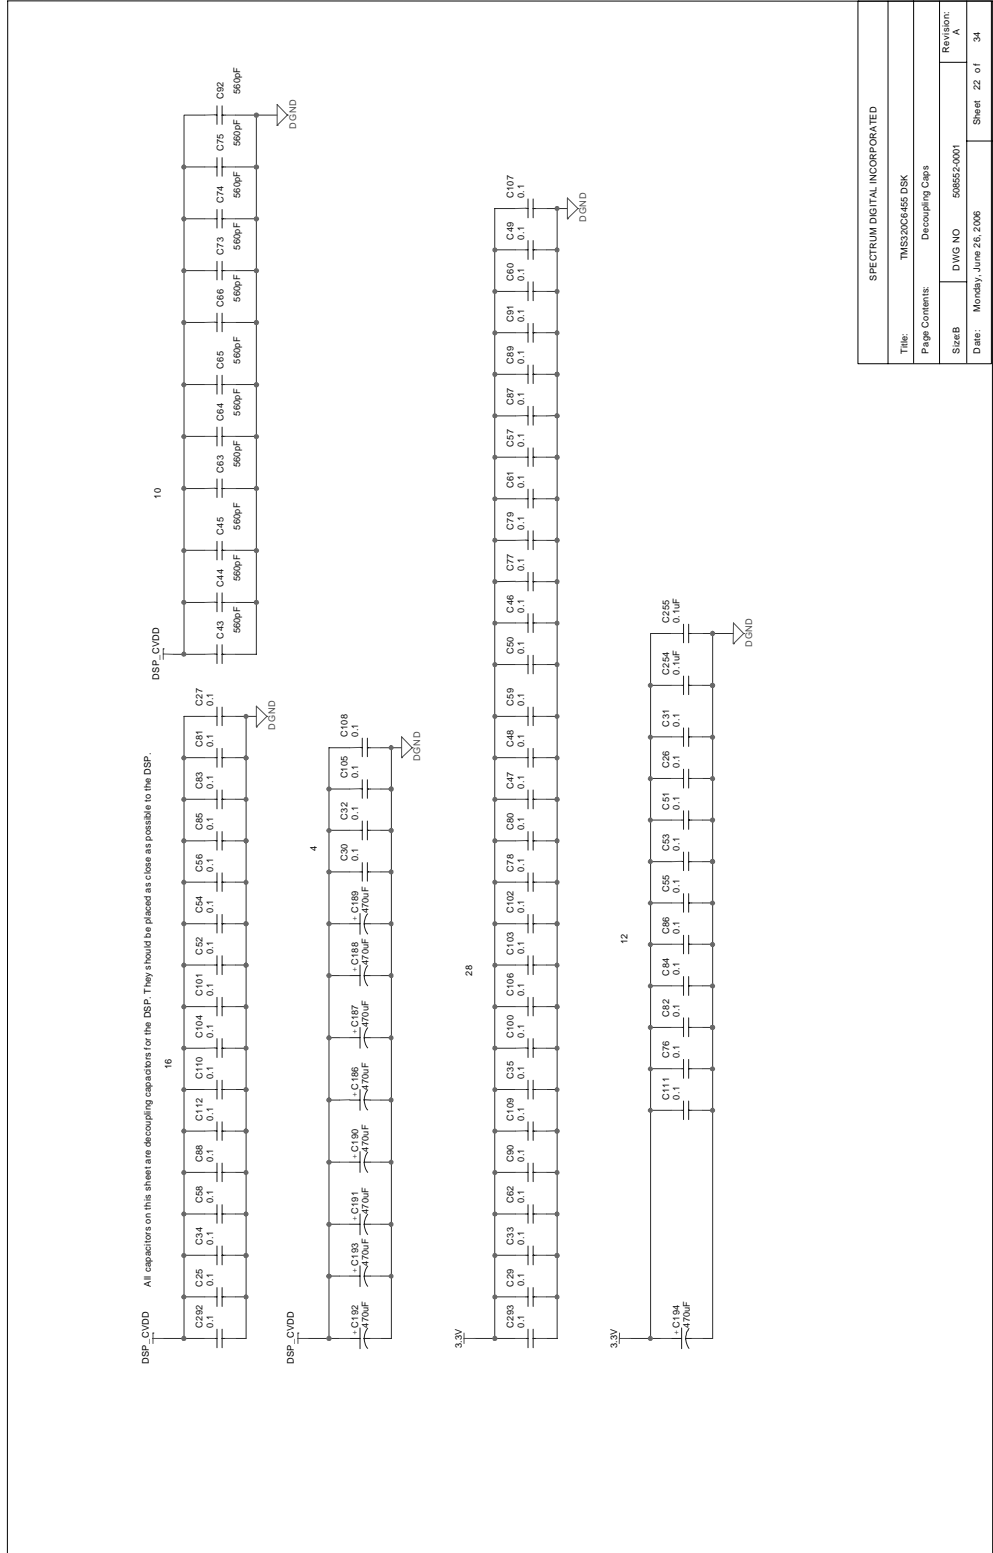 All capacitors on this sheet are decoupling capacitors for the DSP. They should be placed as close as possible to the DSP.
DSP_CVDD
16
C292 C25 C34 C58 C88 C112 C110 C104 C101 C52 C54 C56 C85 C83 C81 C27
0.1 0.1 0.1 0.1 0.1 0.1 0.1 0.1 0.1 0.1 0.1 0.1 0.1 0.1 0.1 0.1
DGND
DSP_CVDD
10
C43 C44 C45 C63 C64 C65 C66 C73 C74 C75 C92
560pF 560pF 560pF 560pF 560pF 560pF 560pF 560pF 560pF 560pF 560pF
DGND
DSP_CVDD
4
+ C192 + C193 + C191 + C190 + C186 + C187 + C188 + C189 C30 C32 C105 C108
470uF 470uF 470uF 470uF 470uF 470uF 470uF 470uF 0.1 0.1 0.1 0.1
DGND
3.3V
28
C293 C29 C33 C62 C90 C109 C35 C100 C106 C103 C102 C78 C80 C47 C48 C59 C50 C46 C77 C79 C61 C57 C87 C89 C91 C60 C49 C107
0.1 0.1 0.1 0.1 0.1 0.1 0.1 0.1 0.1 0.1 0.1 0.1 0.1 0.1 0.1 0.1 0.1 0.1 0.1 0.1 0.1 0.1 0.1 0.1 0.1 0.1 0.1 0.1
DGND
3.3V
12
+ C194 C111 C76 C82 C84 C86 C55 C53 C51 C26 C31 C254 C255
470uF 0.1 0.1 0.1 0.1 0.1 0.1 0.1 0.1 0.1 0.1 0.1uF 0.1uF
DGND
SPECTRUM DIGITAL INCORPORATED
Title: TMS320C6455 DSK
Page Contents: Decoupling Caps
Size:B DWG NO 508552-0001 Revision: A
Date: Monday, June 26, 2006 Sheet 22 of 34